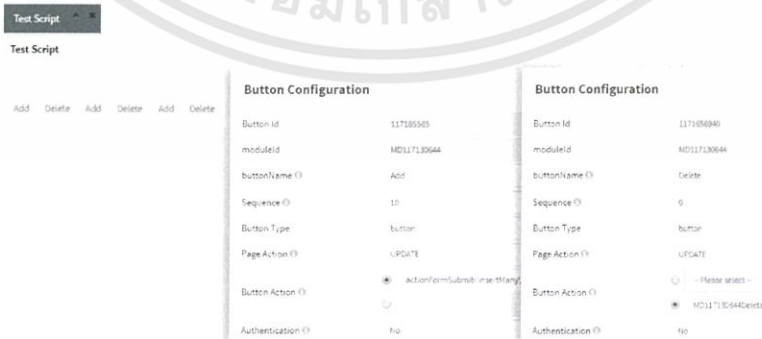 Test Script
Test Script
Add Delete Add Delete Add Delete
Button Configuration
Button Id
moduleId MD117130644
buttonName Add
Sequence 10
Button Type button
Page Action UPDATE
Button Action
Authentication No
Button Configuration
Button Id
moduleId MD117130644
buttonName Delete
Sequence
Button Type button
Page Action UPDATE
-- Please select --
Button Action
Authentication No